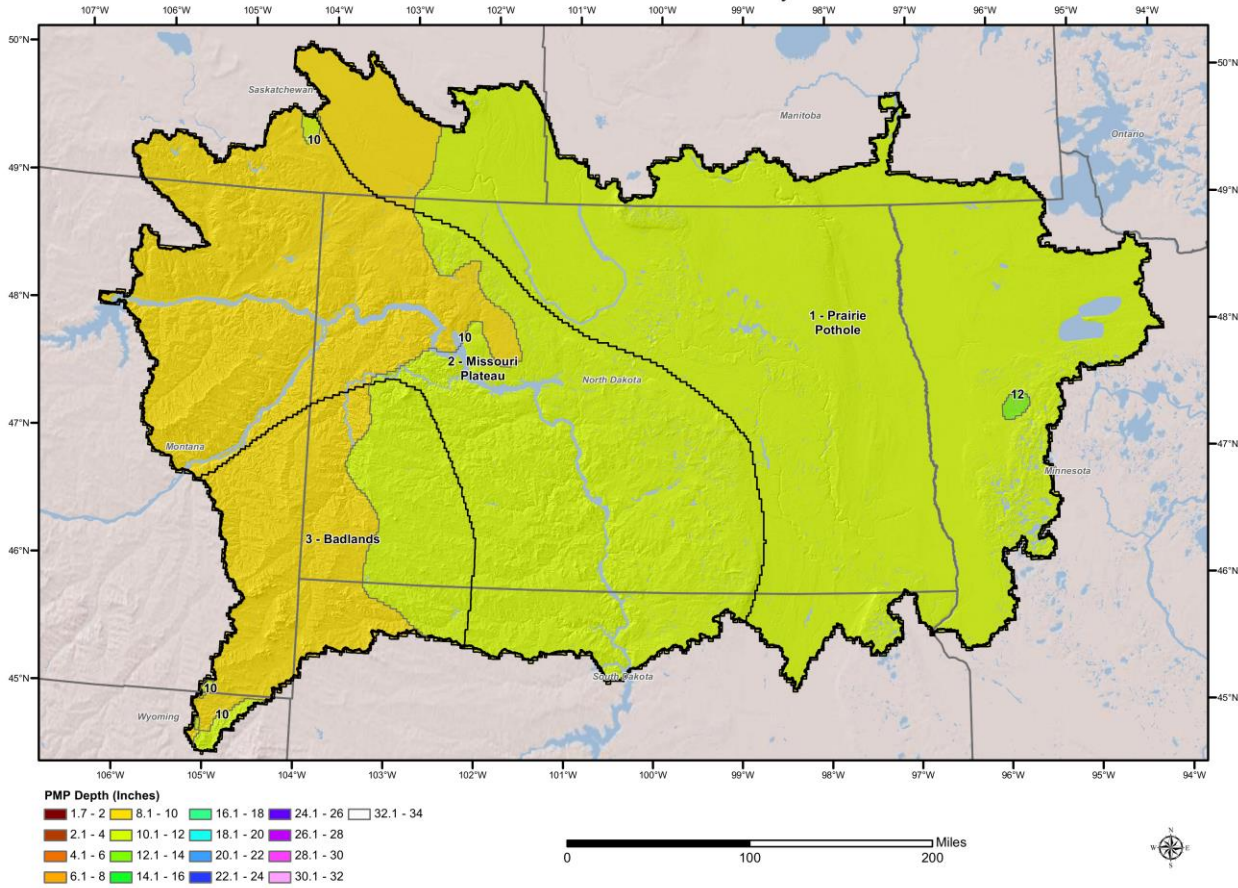 107°W 106°W 105°W 104°W 103°W 102°W 101°W 100°W 99°W 98°W 97°W 96°W 95°W 94°W
50°N 50°N
Saskatchewan
Manitoba
Ontario
10
49°N 49°N
48°N 48°N
1 - Prairie
Pothole
10
2 - Missouri
Plateau
North Dakota
12
47°N 47°N
Montana
Minnesota
3 - Badlands
46°N 46°N
10
South Dakota
45°N 45°N
Wyoming
10
106°W 105°W 104°W 103°W 102°W 101°W 100°W 99°W 98°W 97°W 96°W 95°W 94°W
PMP Depth (Inches)
1.7 - 2 8.1 - 10 16.1 - 18 24.1 - 26 32.1 - 34
2.1 - 4 10.1 - 12 18.1 - 20 26.1 - 28
4.1 - 6 12.1 - 14 20.1 - 22 28.1 - 30
6.1 - 8 14.1 - 16 22.1 - 24 30.1 - 32
Miles
0 100 200
N
W E
S